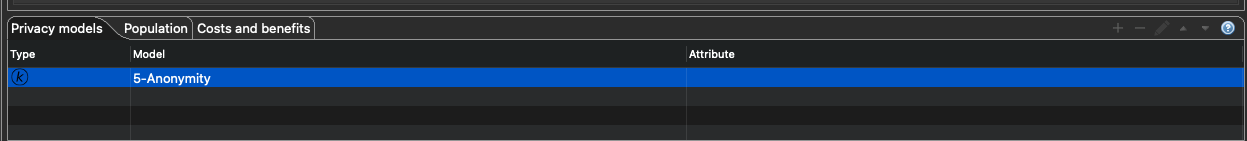 Privacy models Population Costs and benefits
Type Model Attribute
k 5-Anonymity